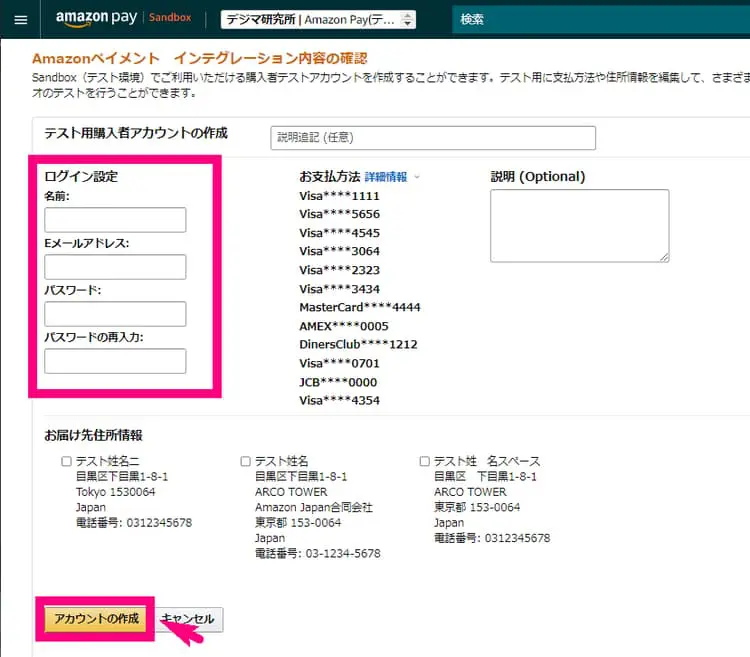 amazon pay Sandbox デジマ研究所 | Amazon Pay(デ... 検索
Amazonペイメント　インテグレーション内容の確認
Sandbox（テスト環境）でご利用いただける購入者テストアカウントを作成することができます。テスト用に支払方法や住所情報を編集して、さまざま
オのテストを行うことができます。
テスト用購入者アカウントの作成
説明追記 (任意)
ログイン設定
名前:
Eメールアドレス:
パスワード:
パスワードの再入力:
お支払方法 詳細情報
Visa****1111
Visa****5656
Visa****4545
Visa****3064
Visa****2323
Visa****3434
MasterCard****4444
AMEX****0005
DinersClub****1212
Visa****0701
JCB****0000
Visa****4354
説明 (Optional)
お届け先住所情報
テスト姓名ニ
目黒区下目黒1-8-1
Tokyo 1530064
Japan
電話番号: 0312345678
テスト姓名
目黒区下目黒1-8-1
ARCO TOWER
Amazon Japan合同会社
東京都 153-0064
Japan
電話番号: 03-1234-5678
テスト姓　名スペース
目黒区　下目黒1-8-1
ARCO TOWER
東京都 153-0064
Japan
電話番号: 0312345678
アカウントの作成
キャンセル